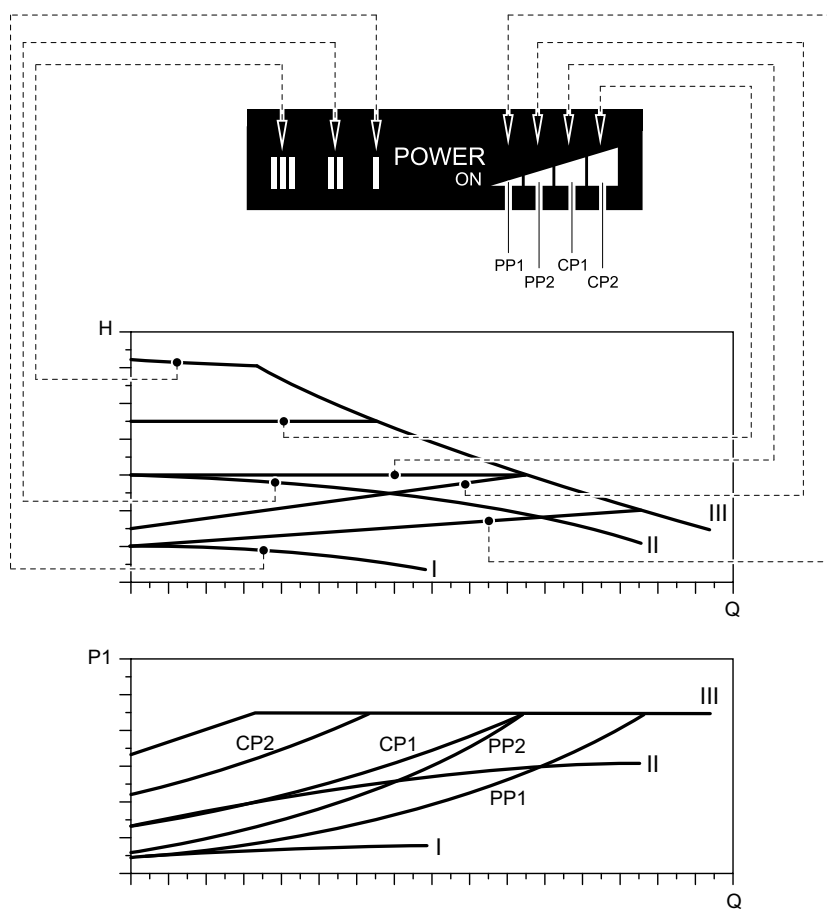 III II I POWER
ON
PP1 CP1
PP2 CP2
H
III
II
I
Q
P1
III
CP2 CP1 PP2
II
PP1
I
Q